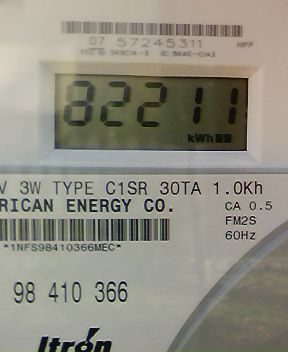 07 57245311 HPP
82211
kWh
V 3W TYPE C1SR 30TA 1.0Kh
RICAN ENERGY CO. CA 0.5
FM2S
60Hz
*1NFS98410366MEC*
98 410 366
Itron